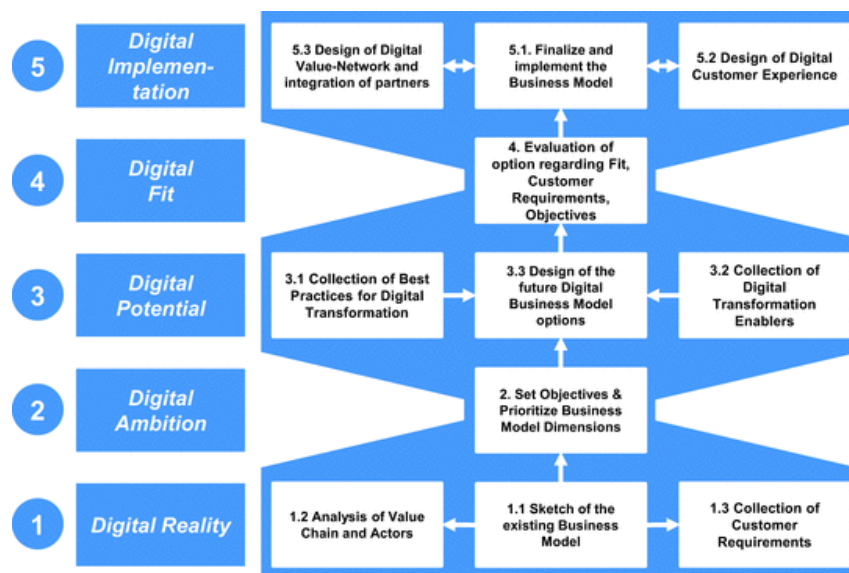 5
Digital
Implemen-
tation
5.3 Design of Digital
Value-Network and
integration of partners
5.1. Finalize and
implement the
Business Model
5.2 Design of Digital
Customer Experience
4
Digital
Fit
4. Evaluation of
option regarding Fit,
Customer
Requirements,
Objectives
3
Digital
Potential
3.1 Collection of Best
Practices for Digital
Transformation
3.3 Design of the
future Digital
Business Model
options
3.2 Collection of
Digital
Transformation
Enablers
2
Digital
Ambition
2. Set Objectives &
Prioritize Business
Model Dimensions
1
Digital Reality
1.2 Analysis of Value
Chain and Actors
1.1 Sketch of the
existing Business
Model
1.3 Collection of
Customer
Requirements